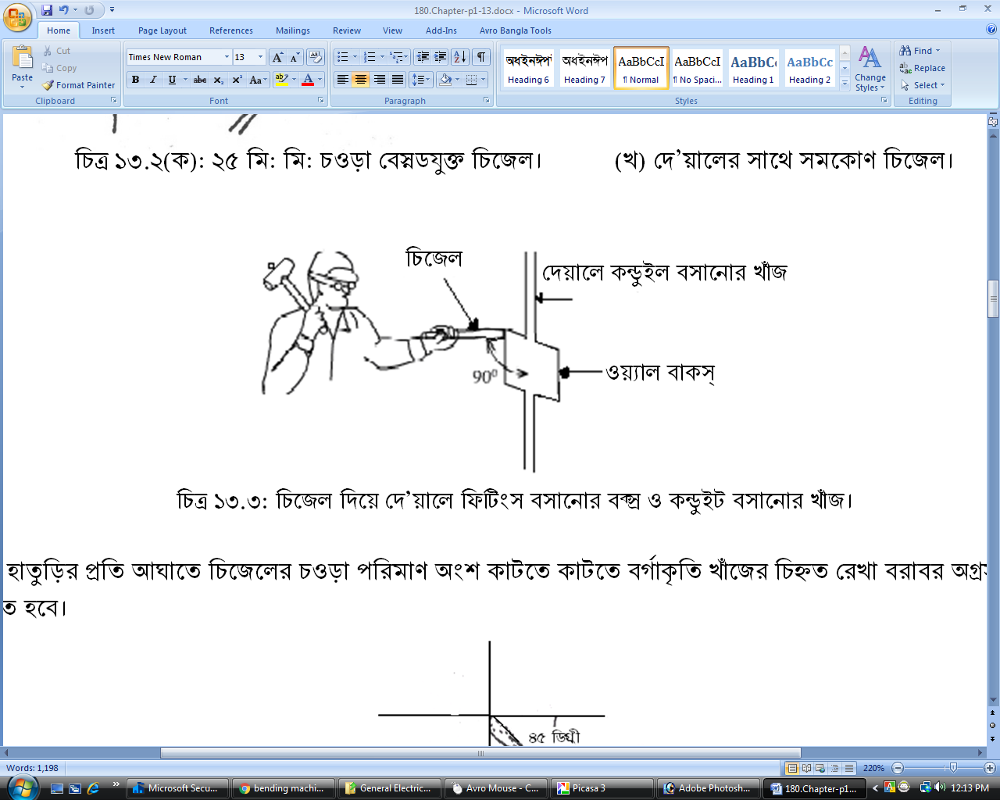 180.Chapter-p1-13.docx - Microsoft Word
Home Insert Page Layout References Mailings Review View Add-Ins Avro Bangla Tools
Paste
Cut
Copy
Format Painter
Clipboard
Times New Roman 13
B I U abc x₂ x² Aa
Font
Paragraph
অধইনঈপ অধইনঈপ AaBbCcI AaBbCcI AaBbC AaBbCc
Heading 6 Heading 7 ¶ Normal ¶ No Spaci... Heading 1 Heading 2
Change Styles
Styles
Find
Replace
Select
Editing
চিত্র ১৩.২(ক): ২৫ মি: মি: চওড়া বেস্নডযুক্ত চিজেল। (খ) দে’য়ালের সাথে সমকোণ চিজেল।
চিজেল
দেয়ালে কন্ডুইল বসানোর খাঁজ
90⁰
ওয়্যাল বাকস্
চিত্র ১৩.৩: চিজেল দিয়ে দে’য়ালে ফিটিংস বসানোর বক্স ও কন্ডুইট বসানোর খাঁজ।
হাতুড়ির প্রতি আঘাতে চিজেলের চওড়া পরিমাণ অংশ কাটতে কাটতে বর্গাকৃতি খাঁজের চিহ্নত রেখা বরাবর
ত হবে।
৪৫ ডিগ্রী
Words: 1,198 220%
Microsoft Secu... bending machi... General Electric... Avro Mouse - C... Picasa 3 Adobe Photosh... 180.Chapter-p1... 12:13 PM